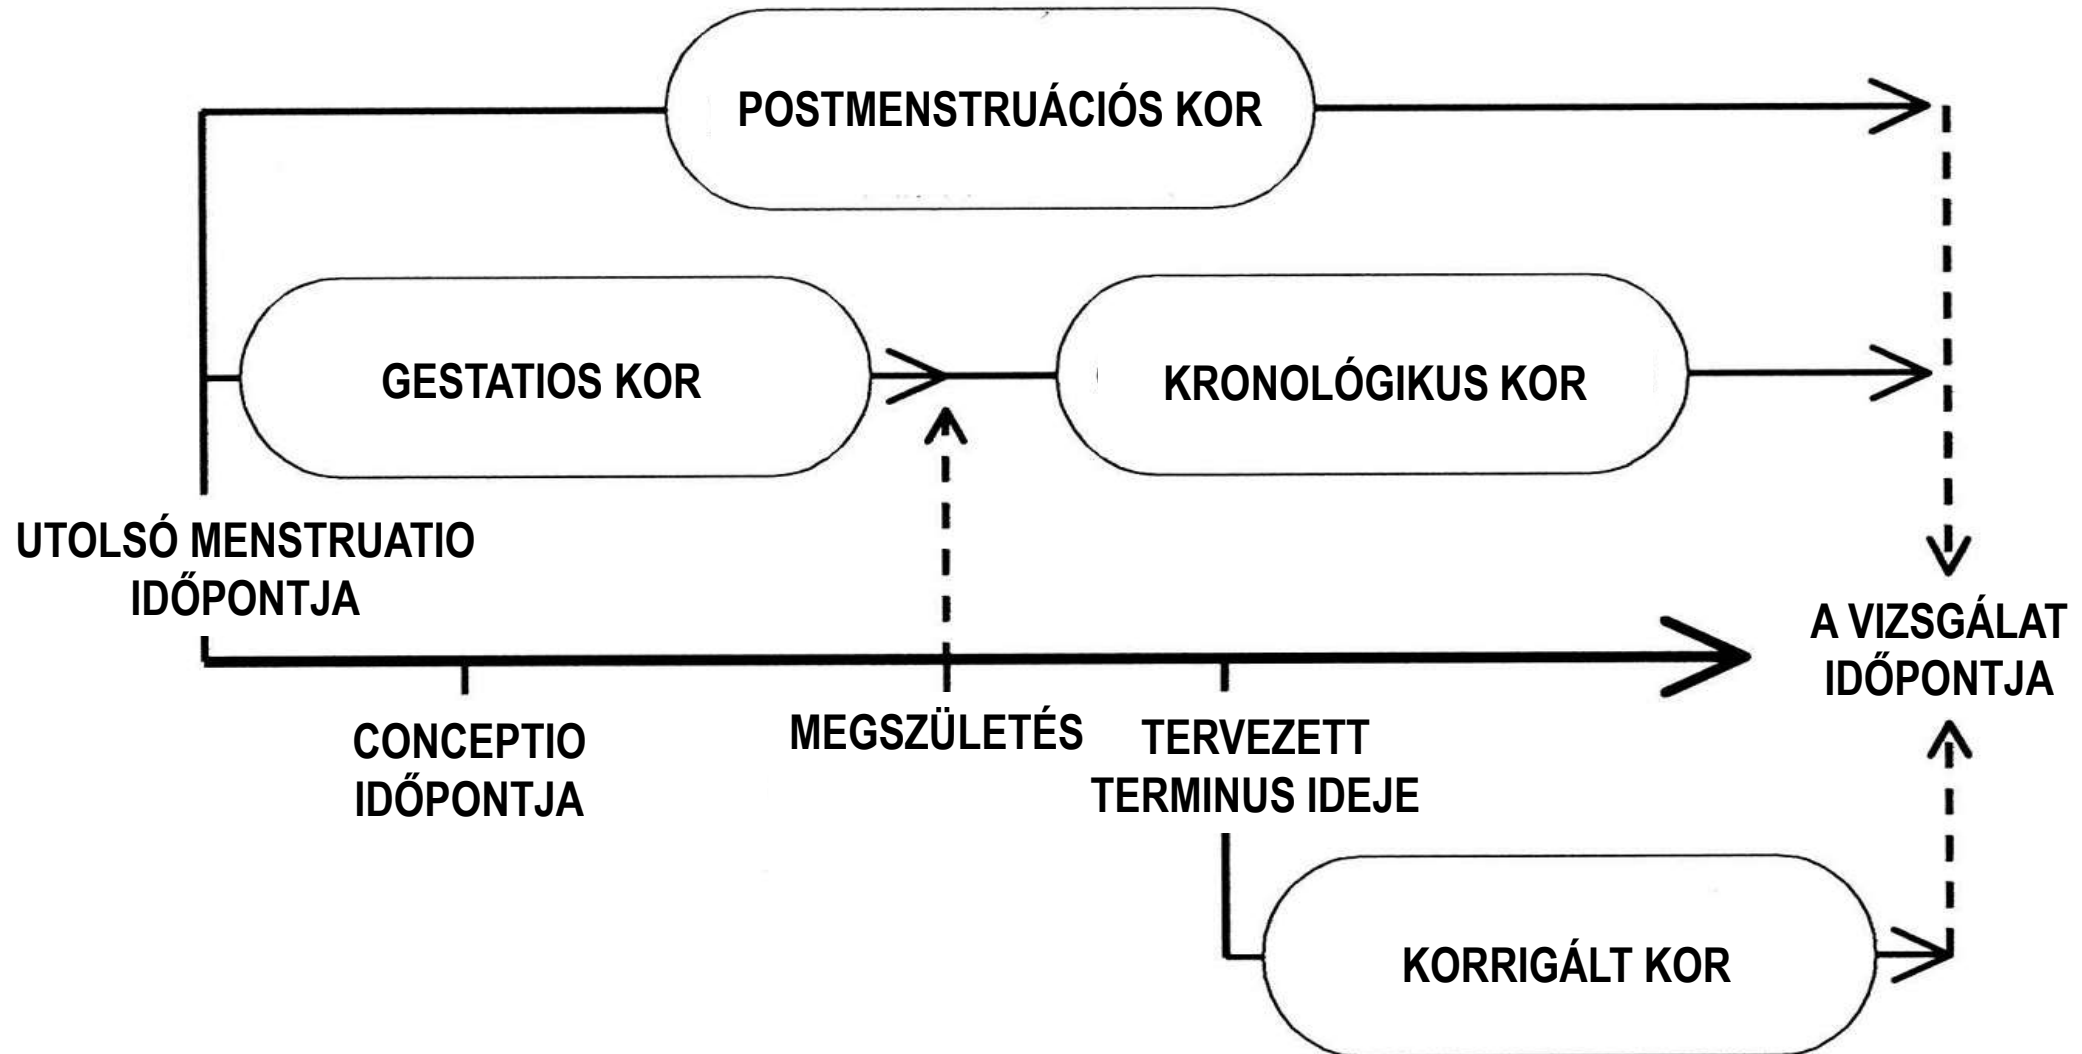 POSTMENSTRUÁCIÓS KOR
GESTATIOS KOR
KRONOLÓGIKUS KOR
UTOLSÓ MENSTRUATIO
IDŐPONTJA
A VIZSGÁLAT
IDŐPONTJA
CONCEPTIO
IDŐPONTJA
MEGSZÜLETÉS
TERVEZETT
TERMINUS IDEJE
KORRIGÁLT KOR